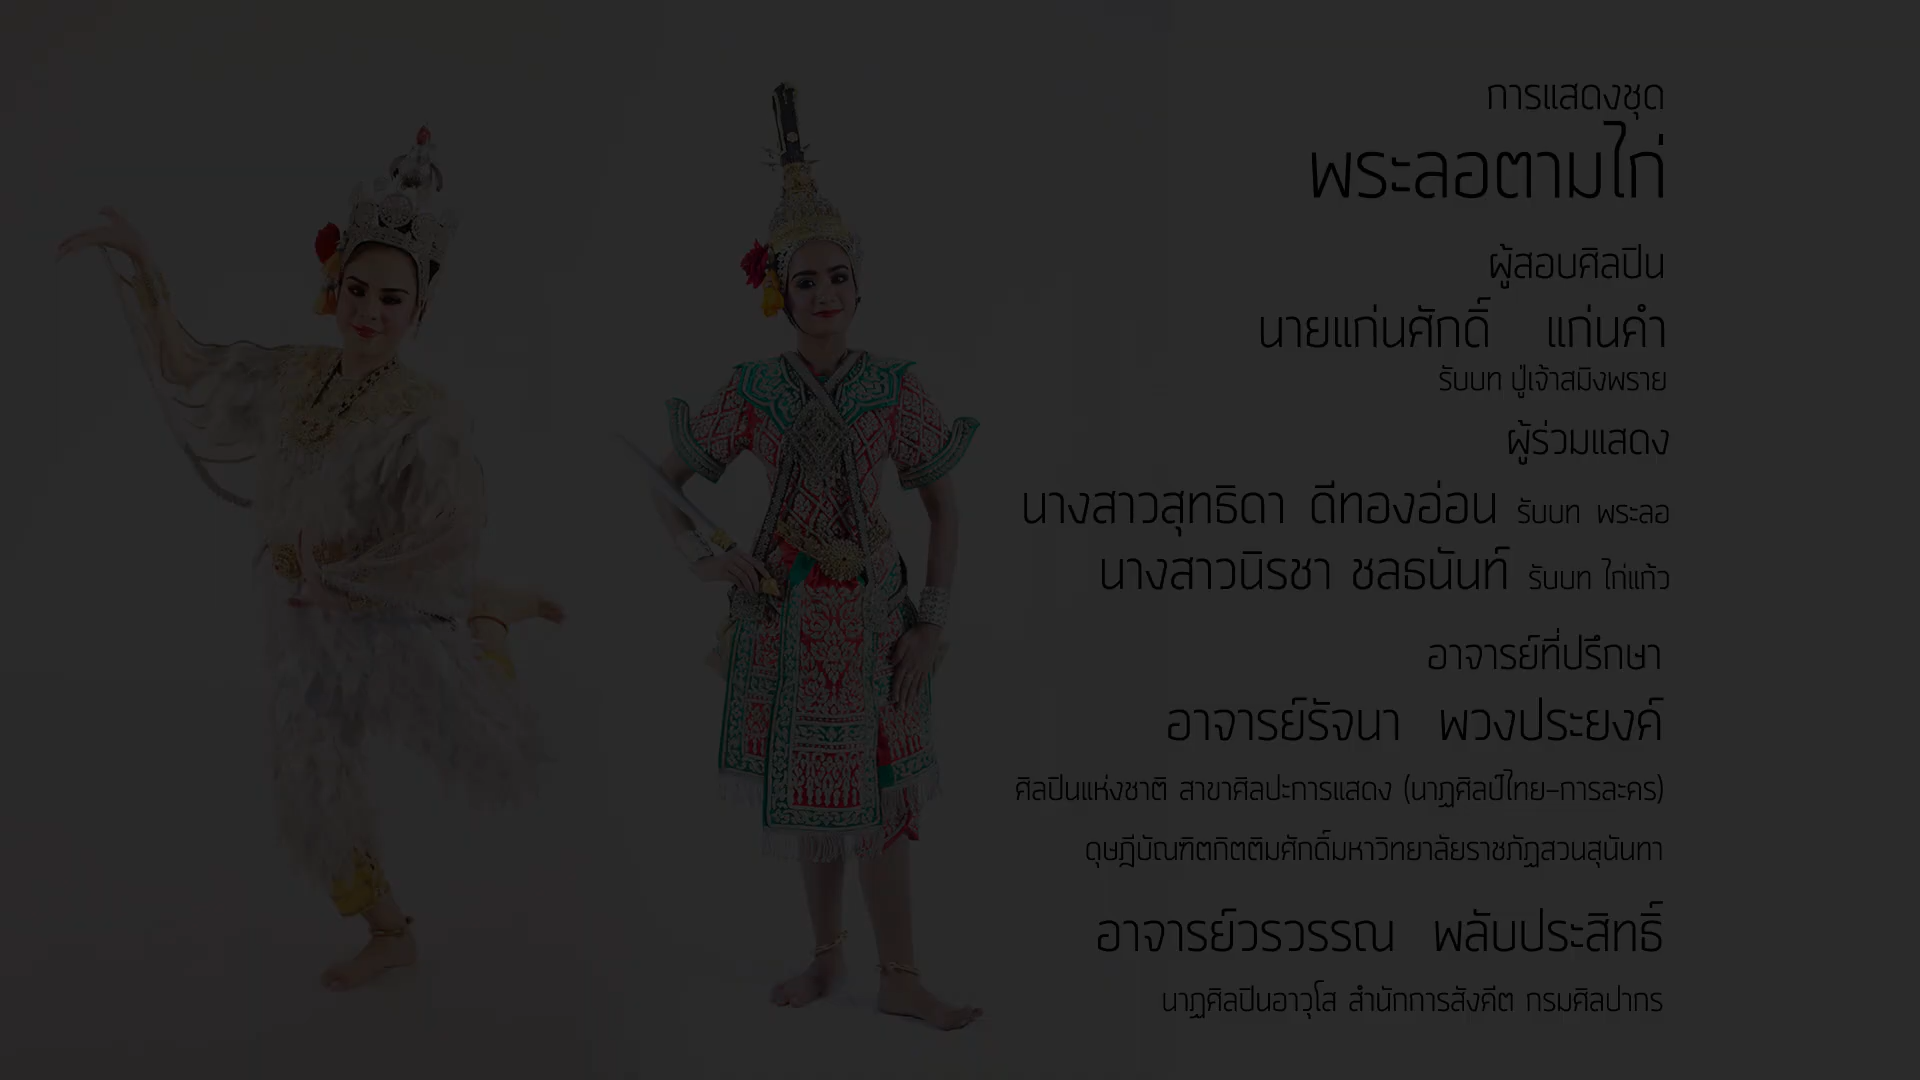 การแสดงชุด
พระลอตามไก่
ผู้สอบศิลปิน
นายแก่นศักดิ์ แก่นคำ
รับบท ปู่เจ้าสมิงพราย
ผู้ร่วมแสดง
นางสาวสุทธิดา ดีทองอ่อน รับบท พระลอ
นางสาวนิรชา ชลธนันท์ รับบท ไก่แก้ว
อาจารย์ที่ปรึกษา
อาจารย์รัจนา พวงประยงค์
ศิลปินแห่งชาติ สาขาศิลปะการแสดง (นาฏศิลป์ไทย-การละคร)
ดุษฎีบัณฑิตกิตติมศักดิ์มหาวิทยาลัยราชภัฏสวนสุนันทา
อาจารย์วรวรรณ พลับประสิทธิ์
นาฏศิลปินอาวุโส สำนักการสังคีต กรมศิลปากร